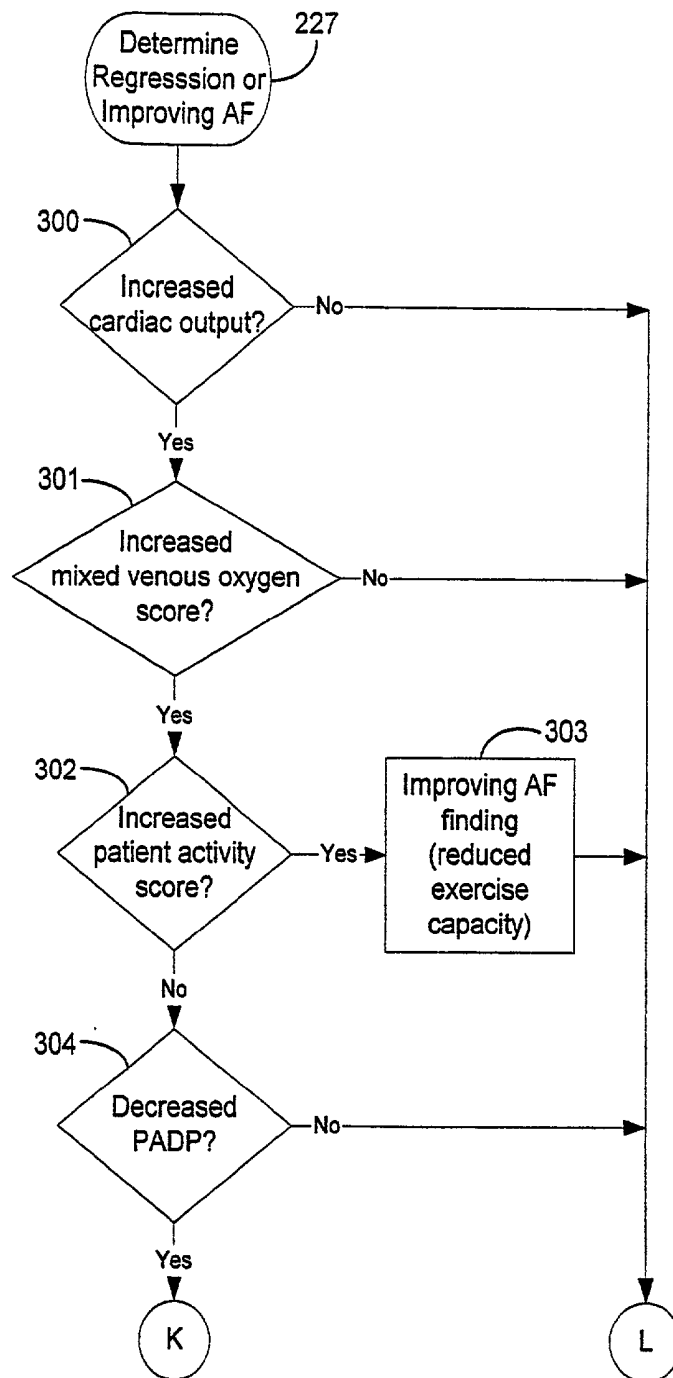 227
Determine
Regresssion or
Improving AF
300
Increased
cardiac output?
No
Yes
301
Increased
mixed venous oxygen
score?
No
Yes
302
Increased
patient activity
score?
Yes
303
Improving AF
finding
(reduced
exercise
capacity)
No
304
Decreased
PADP?
No
Yes
K
L